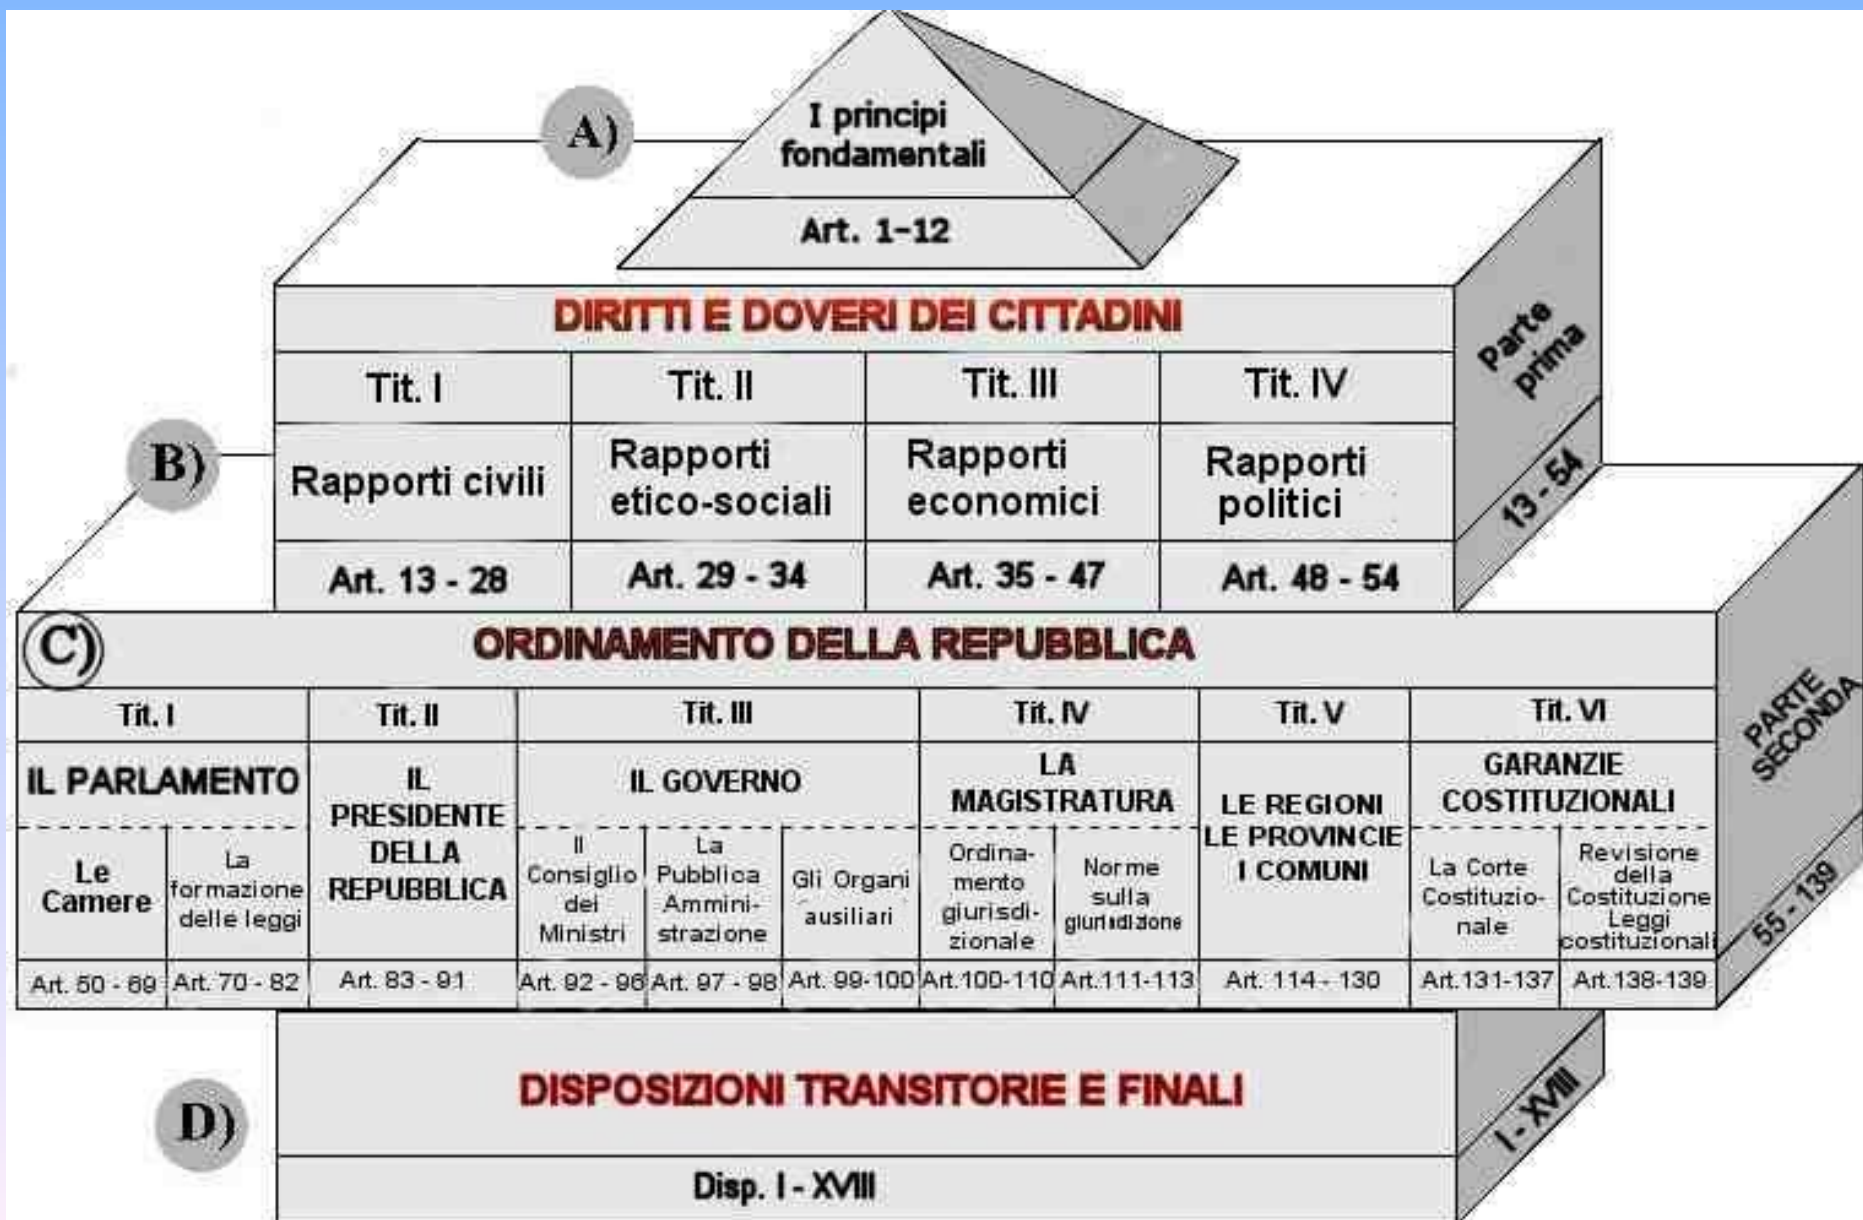 A)
I principi
fondamentali
Art. 1-12
DIRITTI E DOVERI DEI CITTADINI
Parte
prima
Tit. I
Tit. II
Tit. III
Tit. IV
B)
Rapporti civili
Rapporti
etico-sociali
Rapporti
economici
Rapporti
politici
13 - 54
Art. 13 - 28
Art. 29 - 34
Art. 35 - 47
Art. 48 - 54
C)
ORDINAMENTO DELLA REPUBBLICA
PARTE
SECONDA
Tit. I
Tit. II
Tit. III
Tit. IV
Tit. V
Tit. VI
IL PARLAMENTO
Le
Camere
La
formazione
delle leggi
IL
PRESIDENTE
DELLA
REPUBBLICA
IL GOVERNO
Il
Consiglio
dei
Ministri
La
Pubblica
Ammini-
strazione
Gli Organi
ausiliari
LA
MAGISTRATURA
Ordina-
mento
giurisdi-
zionale
Norme
sulla
giurisdizione
LE REGIONI
LE PROVINCIE
I COMUNI
GARANZIE
COSTITUZIONALI
La Corte
Costituzio-
nale
Revisione
della
Costituzione
Leggi
costituzionali
55 - 139
Art. 50 - 69
Art. 70 - 82
Art. 83 - 91
Art. 92 - 96
Art. 97 - 98
Art. 99-100
Art.100-110
Art.111-113
Art. 114 - 130
Art.131-137
Art.138-139
D)
DISPOSIZIONI TRANSITORIE E FINALI
I - XVIII
Disp. I - XVIII